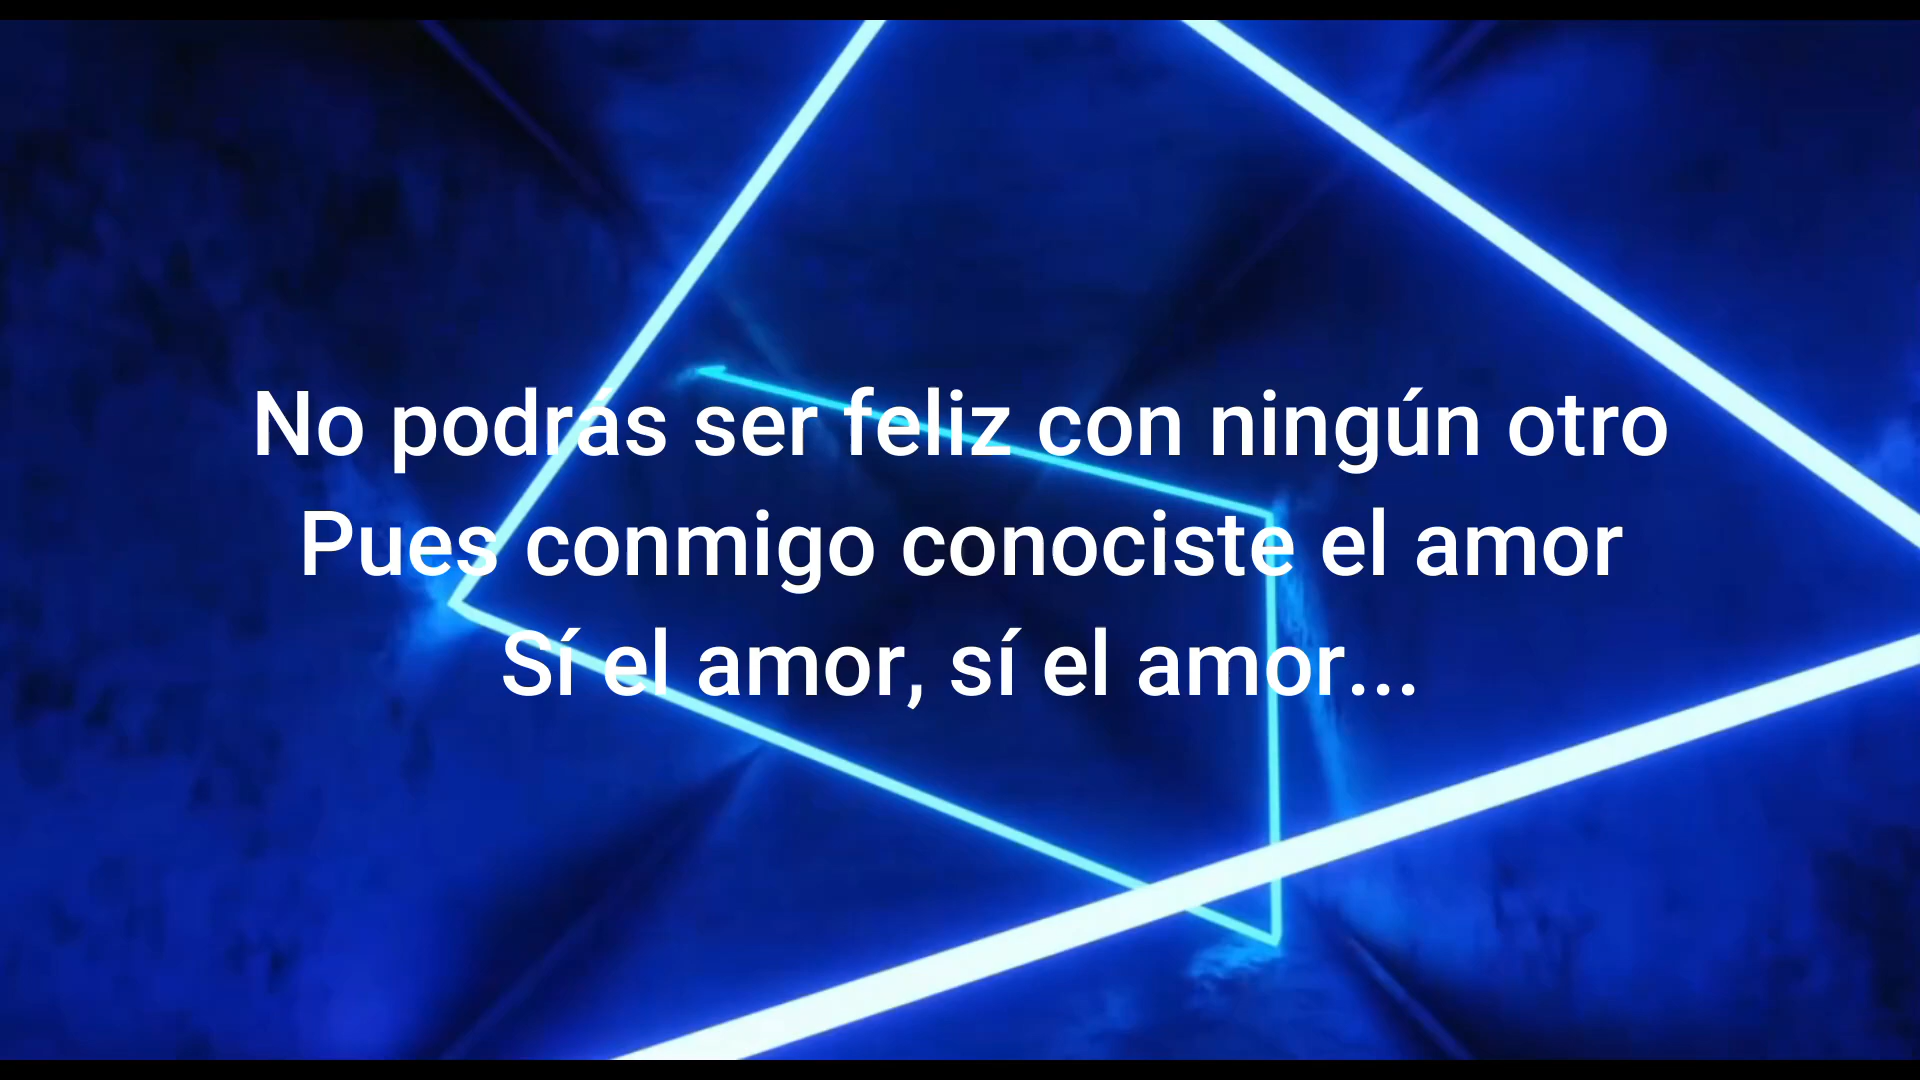 No podrás ser feliz con ningún otro
Pues conmigo conociste el amor
Sí el amor, sí el amor...